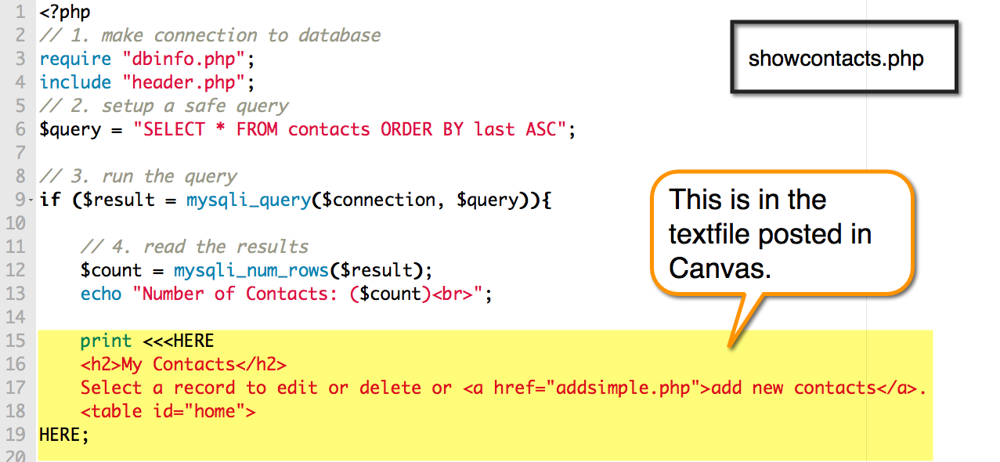 1 <?php
2 // 1. make connection to database
3 require "dbinfo.php";
4 include "header.php";
5 // 2. setup a safe query
6 $query = "SELECT * FROM contacts ORDER BY last ASC";
7
8 // 3. run the query
9 if ($result = mysqli_query($connection, $query)){
10
11 // 4. read the results
12 $count = mysqli_num_rows($result);
13 echo "Number of Contacts: ($count)<br>";
14
15 print <<<HERE
16 <h2>My Contacts</h2>
17 Select a record to edit or delete or <a href="addsimple.php">add new contacts</a>.
18 <table id="home">
19 HERE;
20
showcontacts.php
This is in the
textfile posted in
Canvas.